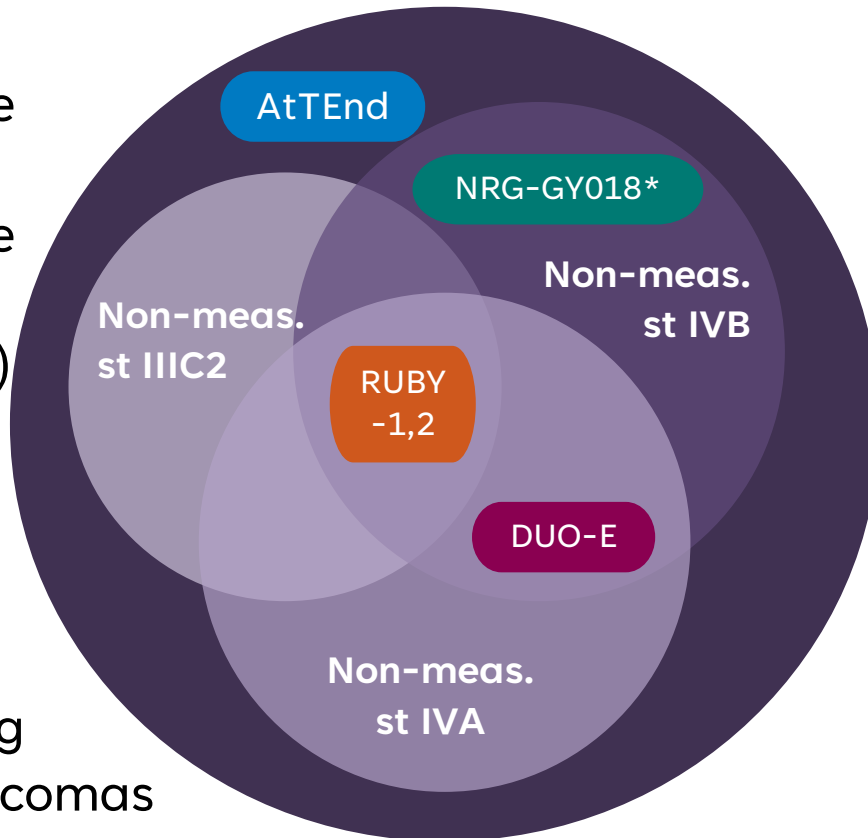 e
AtTEnd
NRG-GY018*
e
Non-meas.
st IVB
Non-meas.
st IIIC2
)
RUBY
-1,2
DUO-E
Non-meas.
st IVA
g
comas